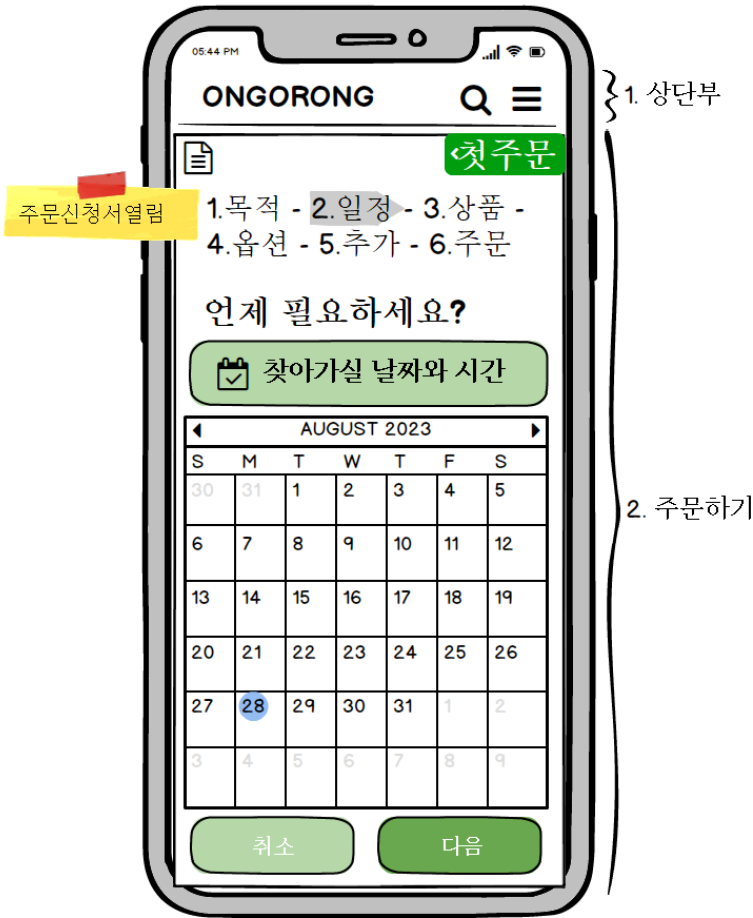 05:44 PM
ONGORONG
1. 상단부
<첫주문
주문신청서열림
1.목적 - 2.일정 - 3.상품 -
4.옵션 - 5.추가 - 6.주문
언제 필요하세요?
찾아가실 날짜와 시간
AUGUST 2023
S M T W T F S
30 31 1 2 3 4 5
6 7 8 9 10 11 12
2. 주문하기
13 14 15 16 17 18 19
20 21 22 23 24 25 26
27 28 29 30 31 1 2
3 4 5 6 7 8 9
취소 다음